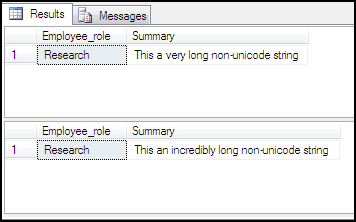 Results Messages
Employee_role Summary
1 Research This a very long non-unicode string
Employee_role Summary
1 Research This an incredibly long non-unicode string